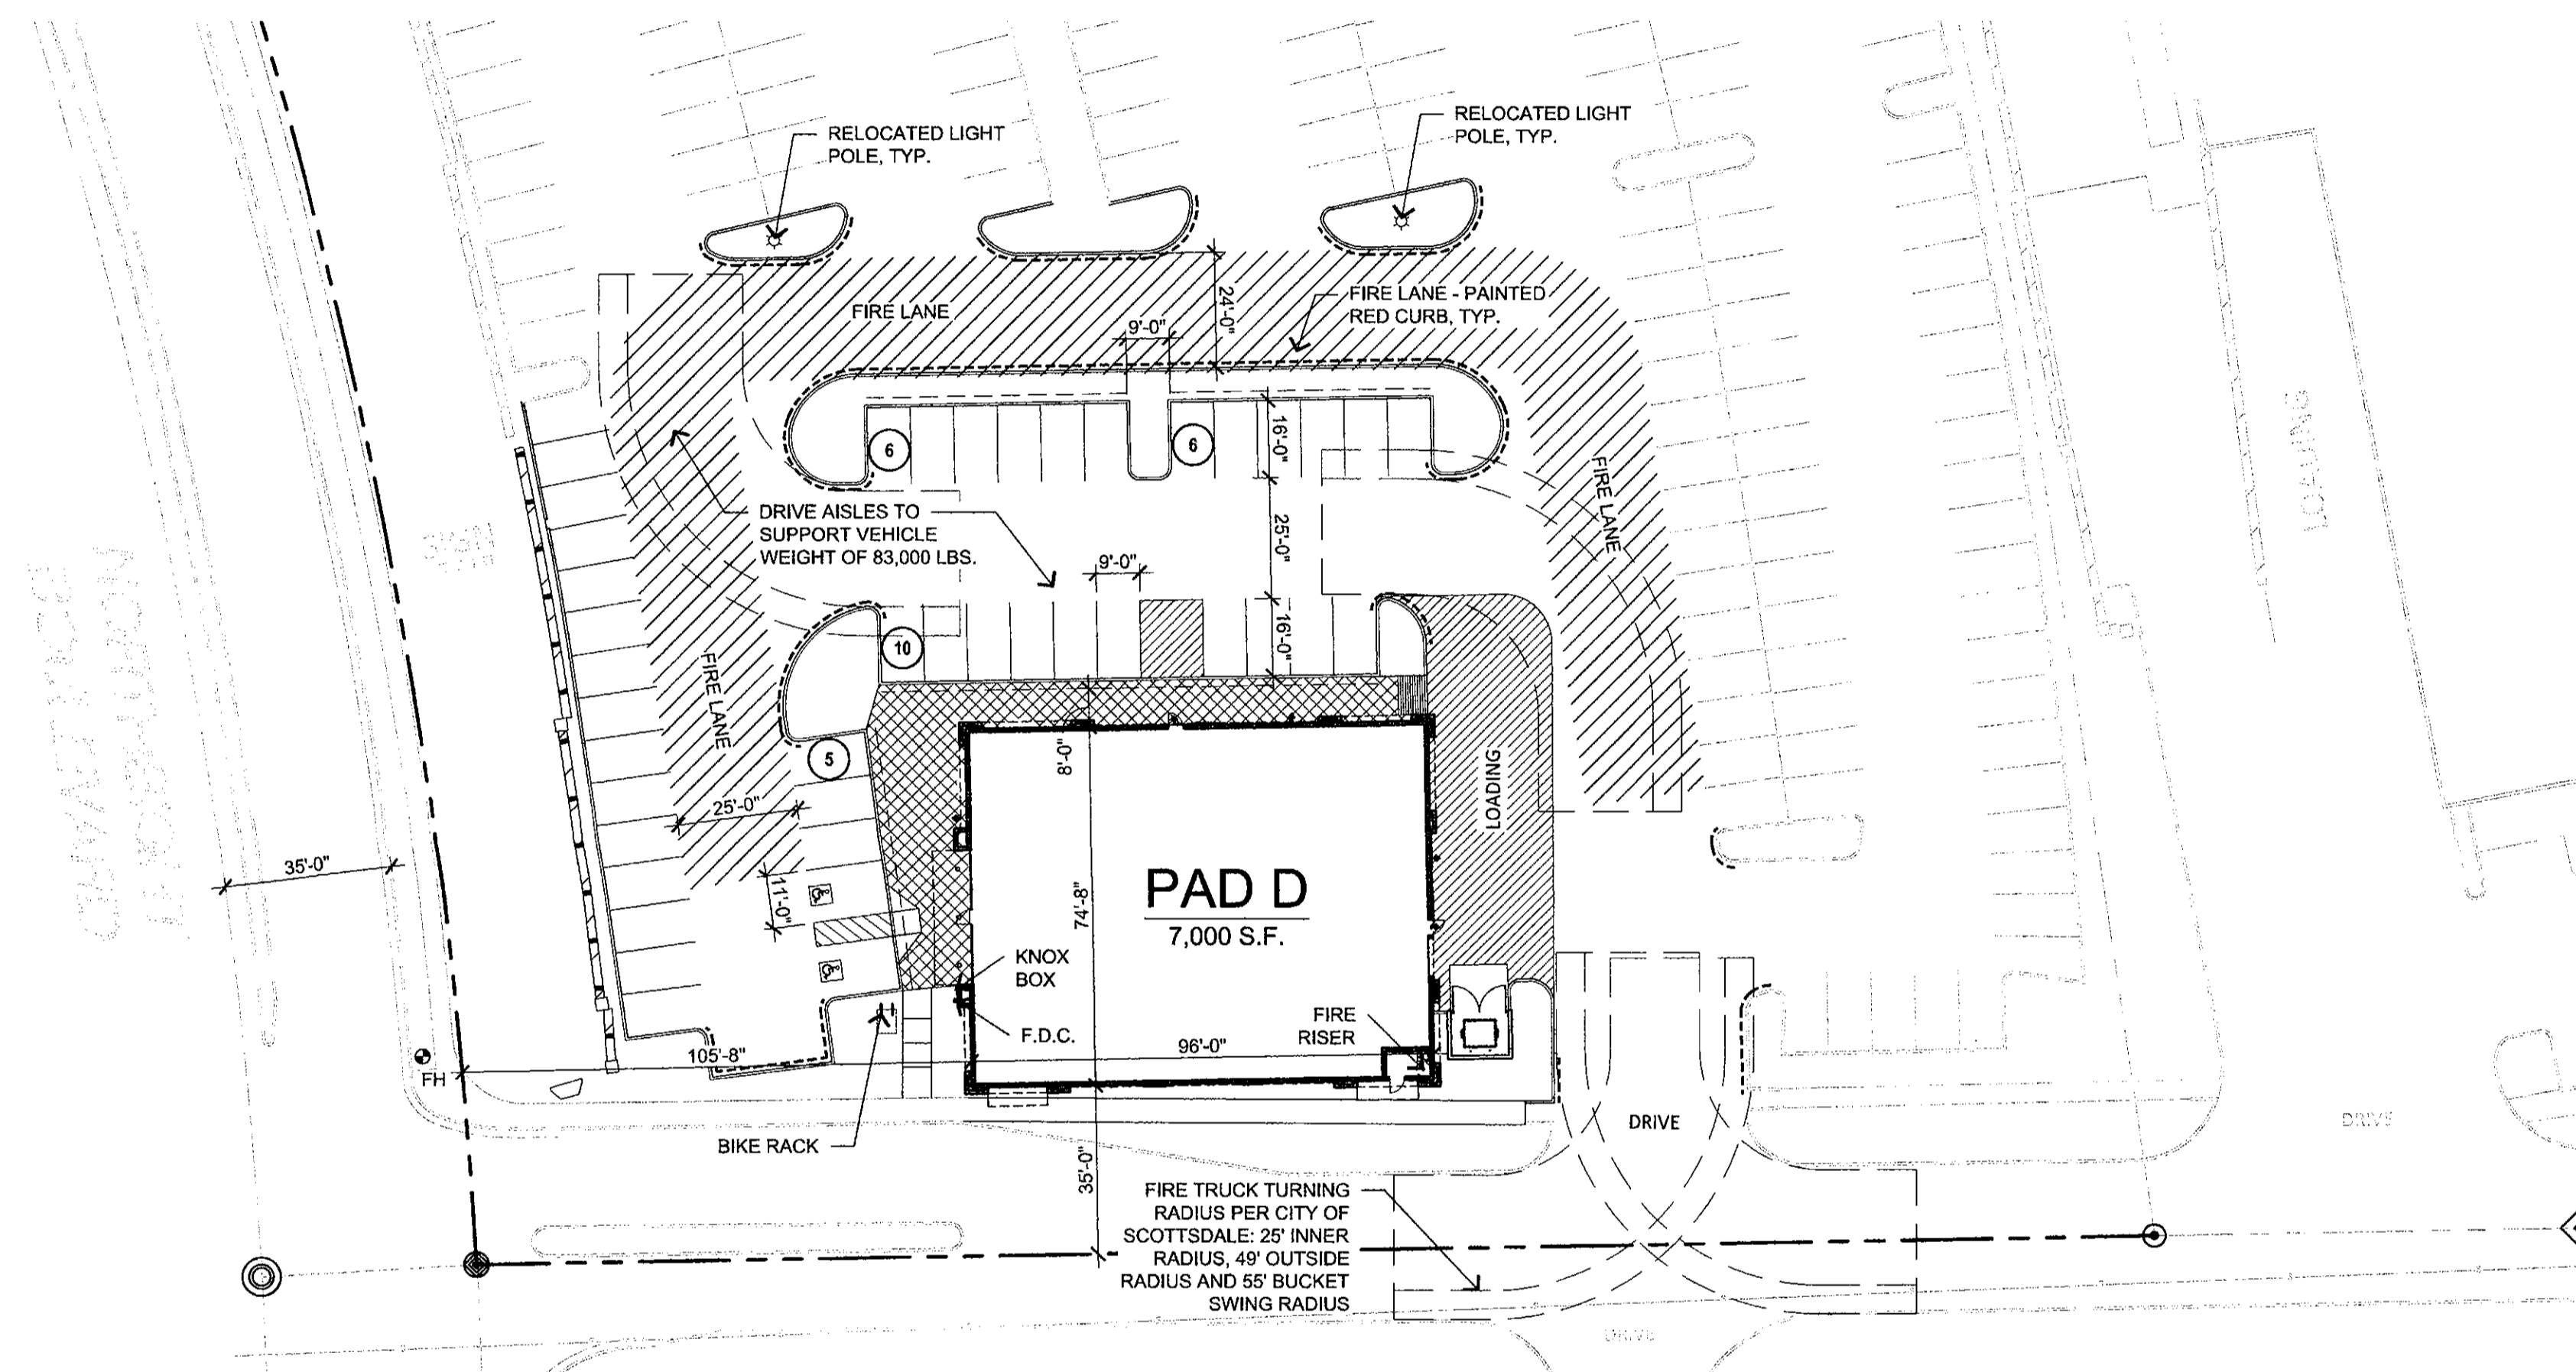 RELOCATED LIGHT
POLE, TYP.
RELOCATED LIGHT
POLE, TYP.
FIRE LANE
24'-0"
FIRE LANE - PAINTED
RED CURB, TYP.
9'-0"
6
6
16'-0"
FIRE LANE
DRIVE AISLES TO
SUPPORT VEHICLE
WEIGHT OF 83,000 LBS.
25'-0"
9'-0"
10
16'-0"
FIRE LANE
5
8'-0"
25'-0"
LOADING
35'-0"
11'-0"
74'-8"
PAD D
7,000 S.F.
KNOX
BOX
F.D.C.
FIRE
RISER
105'-8"
96'-0"
FH
BIKE RACK
35'-0"
DRIVE
DRIVE
FIRE TRUCK TURNING
RADIUS PER CITY OF
SCOTTSDALE: 25' INNER
RADIUS, 49' OUTSIDE
RADIUS AND 55' BUCKET
SWING RADIUS
DRIVE